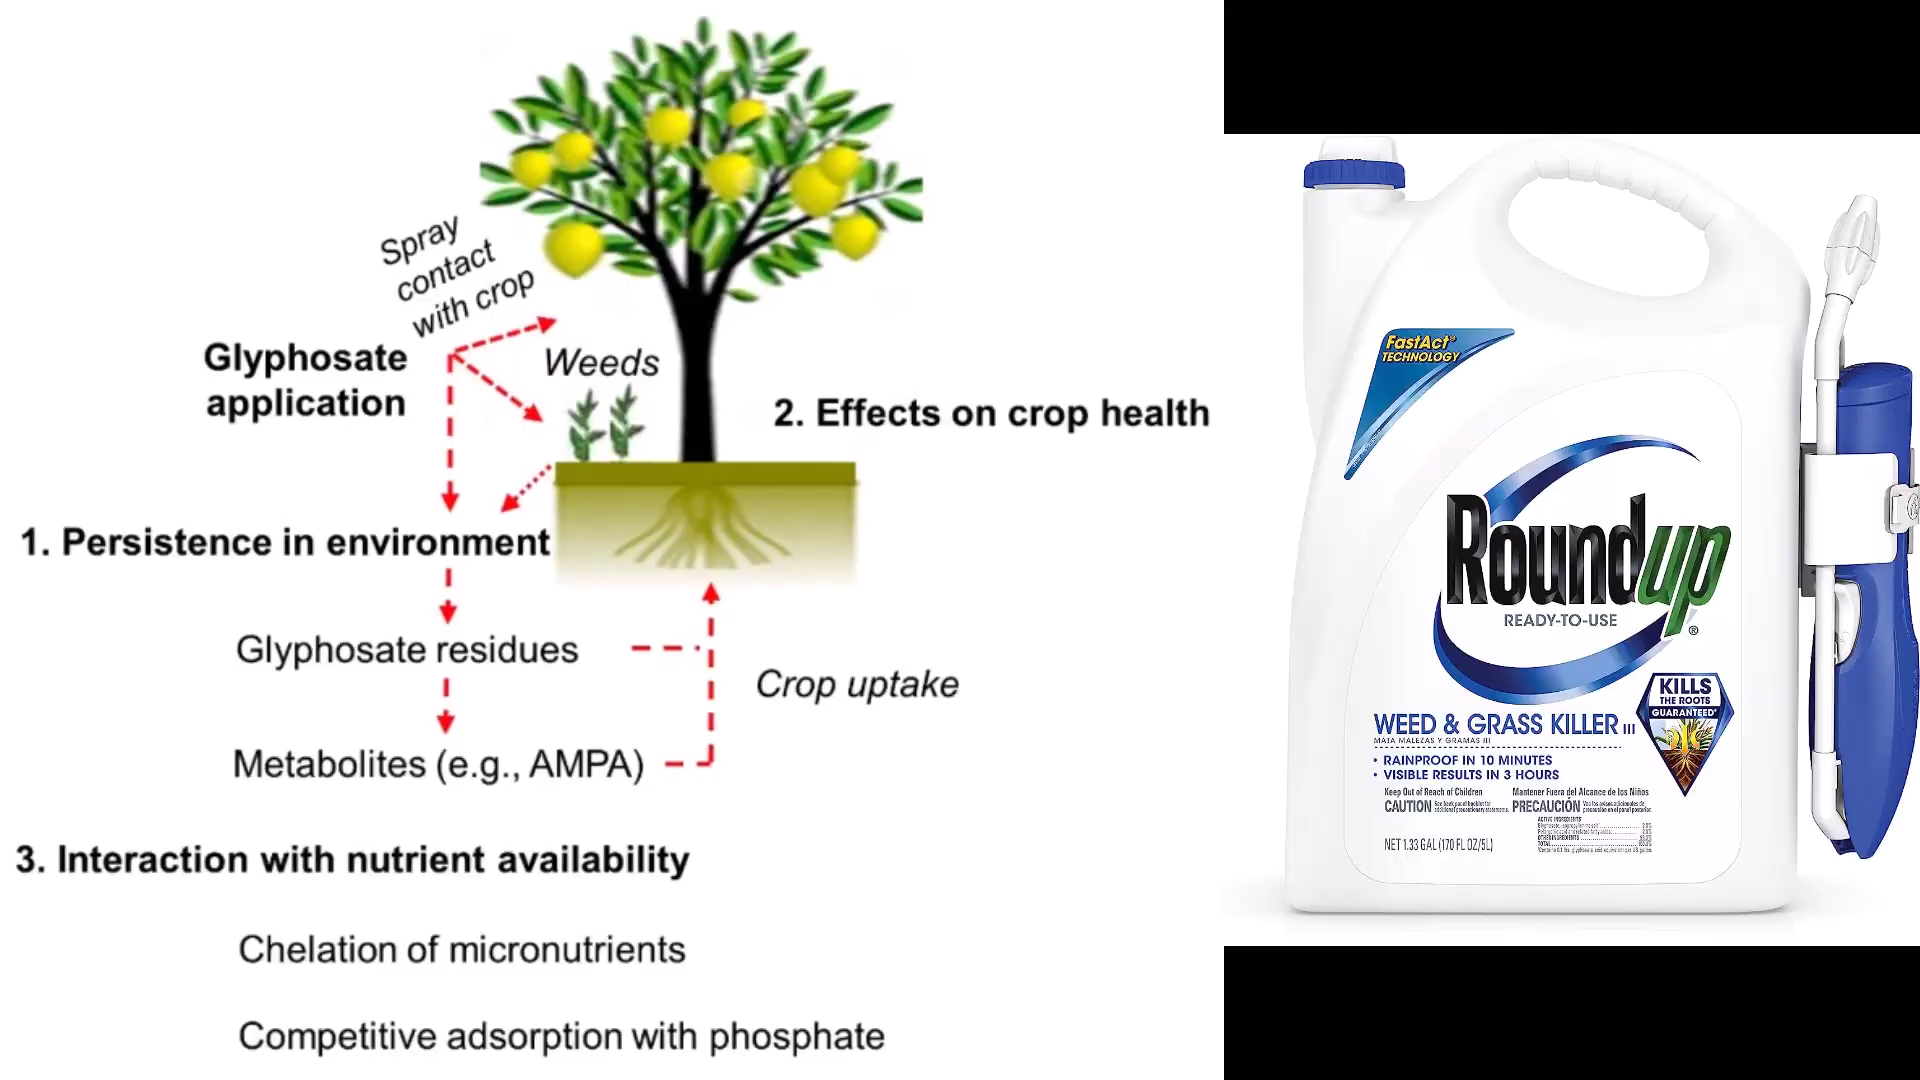 Spray
contact
with crop
Glyphosate
application
Weeds
2. Effects on crop health
1. Persistence in environment
Glyphosate residues
Crop uptake
Metabolites (e.g., AMPA)
3. Interaction with nutrient availability
Chelation of micronutrients
Competitive adsorption with phosphate
FastAct®
TECHNOLOGY
Roundup®
READY-TO-USE
KILLS
THE ROOTS
GUARANTEED*
WEED & GRASS KILLER III
MATA MALEZAS Y GRAMAS III
• RAINPROOF IN 10 MINUTES
• VISIBLE RESULTS IN 3 HOURS
Keep Out of Reach of Children
CAUTION
Mantener Fuera del Alcance de los Niños
PRECAUCIÓN
ACTIVE INGREDIENTS
NET 1.33 GAL (170 FL OZ/5L)